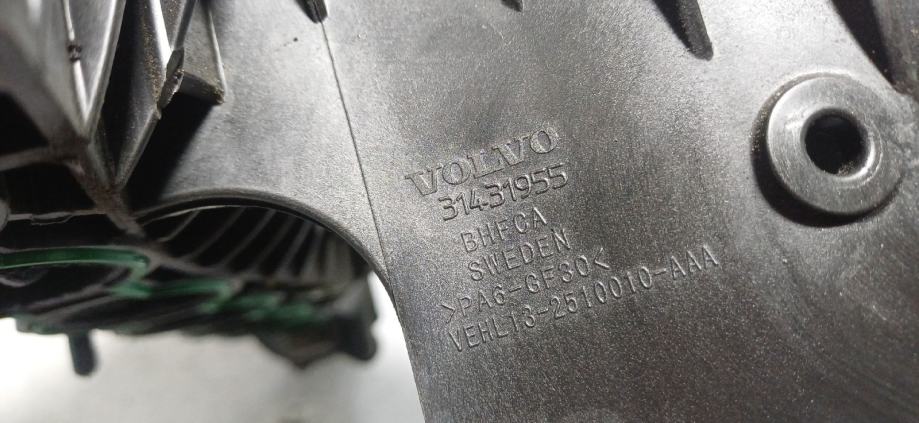 VOLVO
31431955
BHFCA
SWEDEN
>PA6-GF30<
VEHL13-2510010-AAA